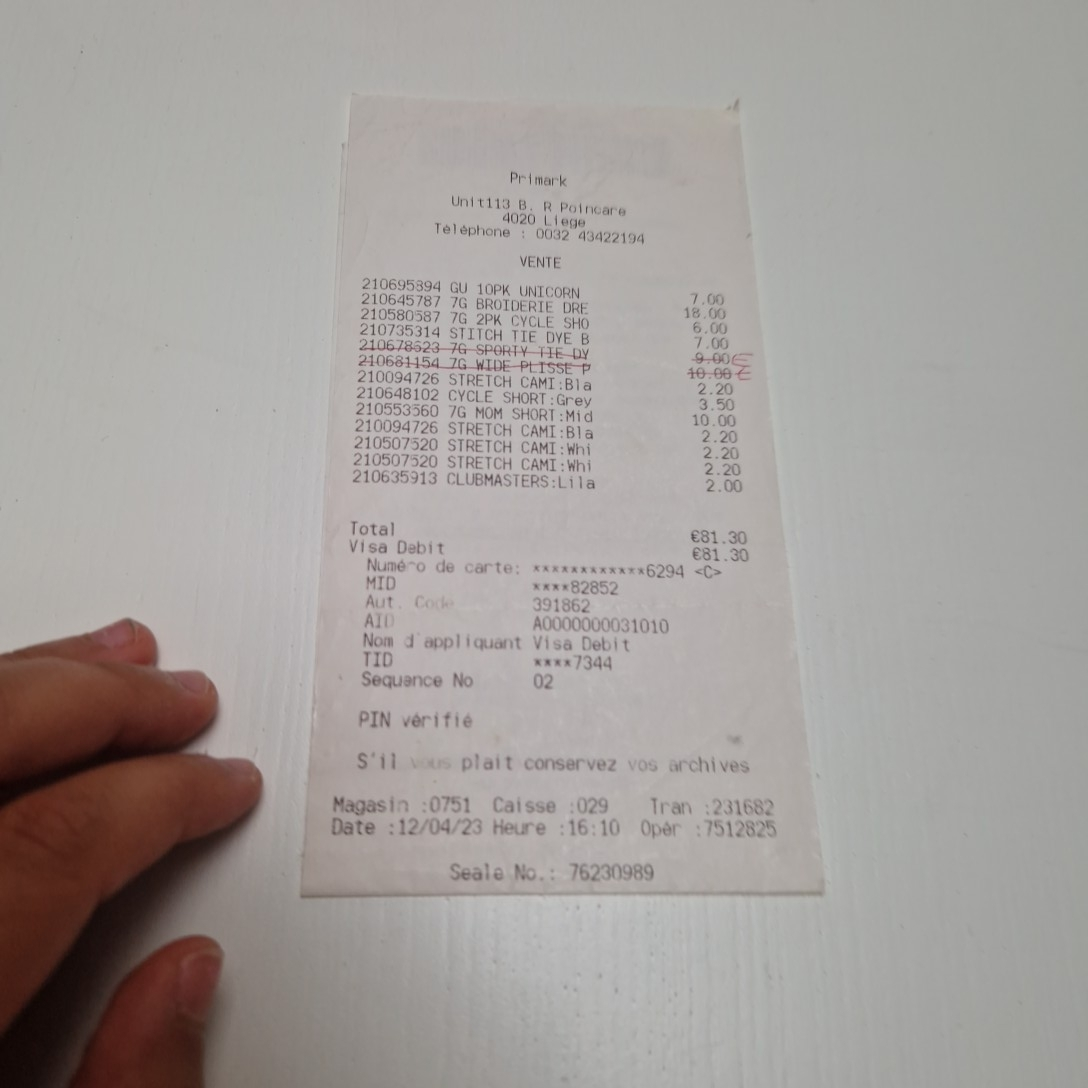 Primark
Unit113 B. R Poincare
4020 Liege
Télèphone : 0032 43422194
VENTE
210695894 GU 10PK UNICORN 7.00
210645787 7G BROIDERIE DRE 18.00
210580587 7G 2PK CYCLE SHO 6.00
210735314 STITCH TIE DYE B 7.00
210678623 7G SPORTY TIE DY 9.00 €
210681154 7G WIDE PLISSE P 10.00 €
210094726 STRETCH CAMI:Bla 2.20
210648102 CYCLE SHORT:Grey 3.50
210553560 7G MOM SHORT:Mid 10.00
210094726 STRETCH CAMI:Bla 2.20
210507520 STRETCH CAMI:Whi 2.20
210507520 STRETCH CAMI:Whi 2.20
210635913 CLUBMASTERS:Lila 2.00
Total €81.30
Visa Debit €81.30
Numéro de carte: ************6294 <C>
MID ****82852
Aut. Code 391862
AID A0000000031010
Nom d'appliquant Visa Debit
TID ****7344
Sequance No 02
PIN vérifié
S'il vous plait conservez vos archives
Magasin :0751 Caisse :029 Tran :231682
Date :12/04/23 Heure :16:10 Opér :7512825
Seale No.: 76230989